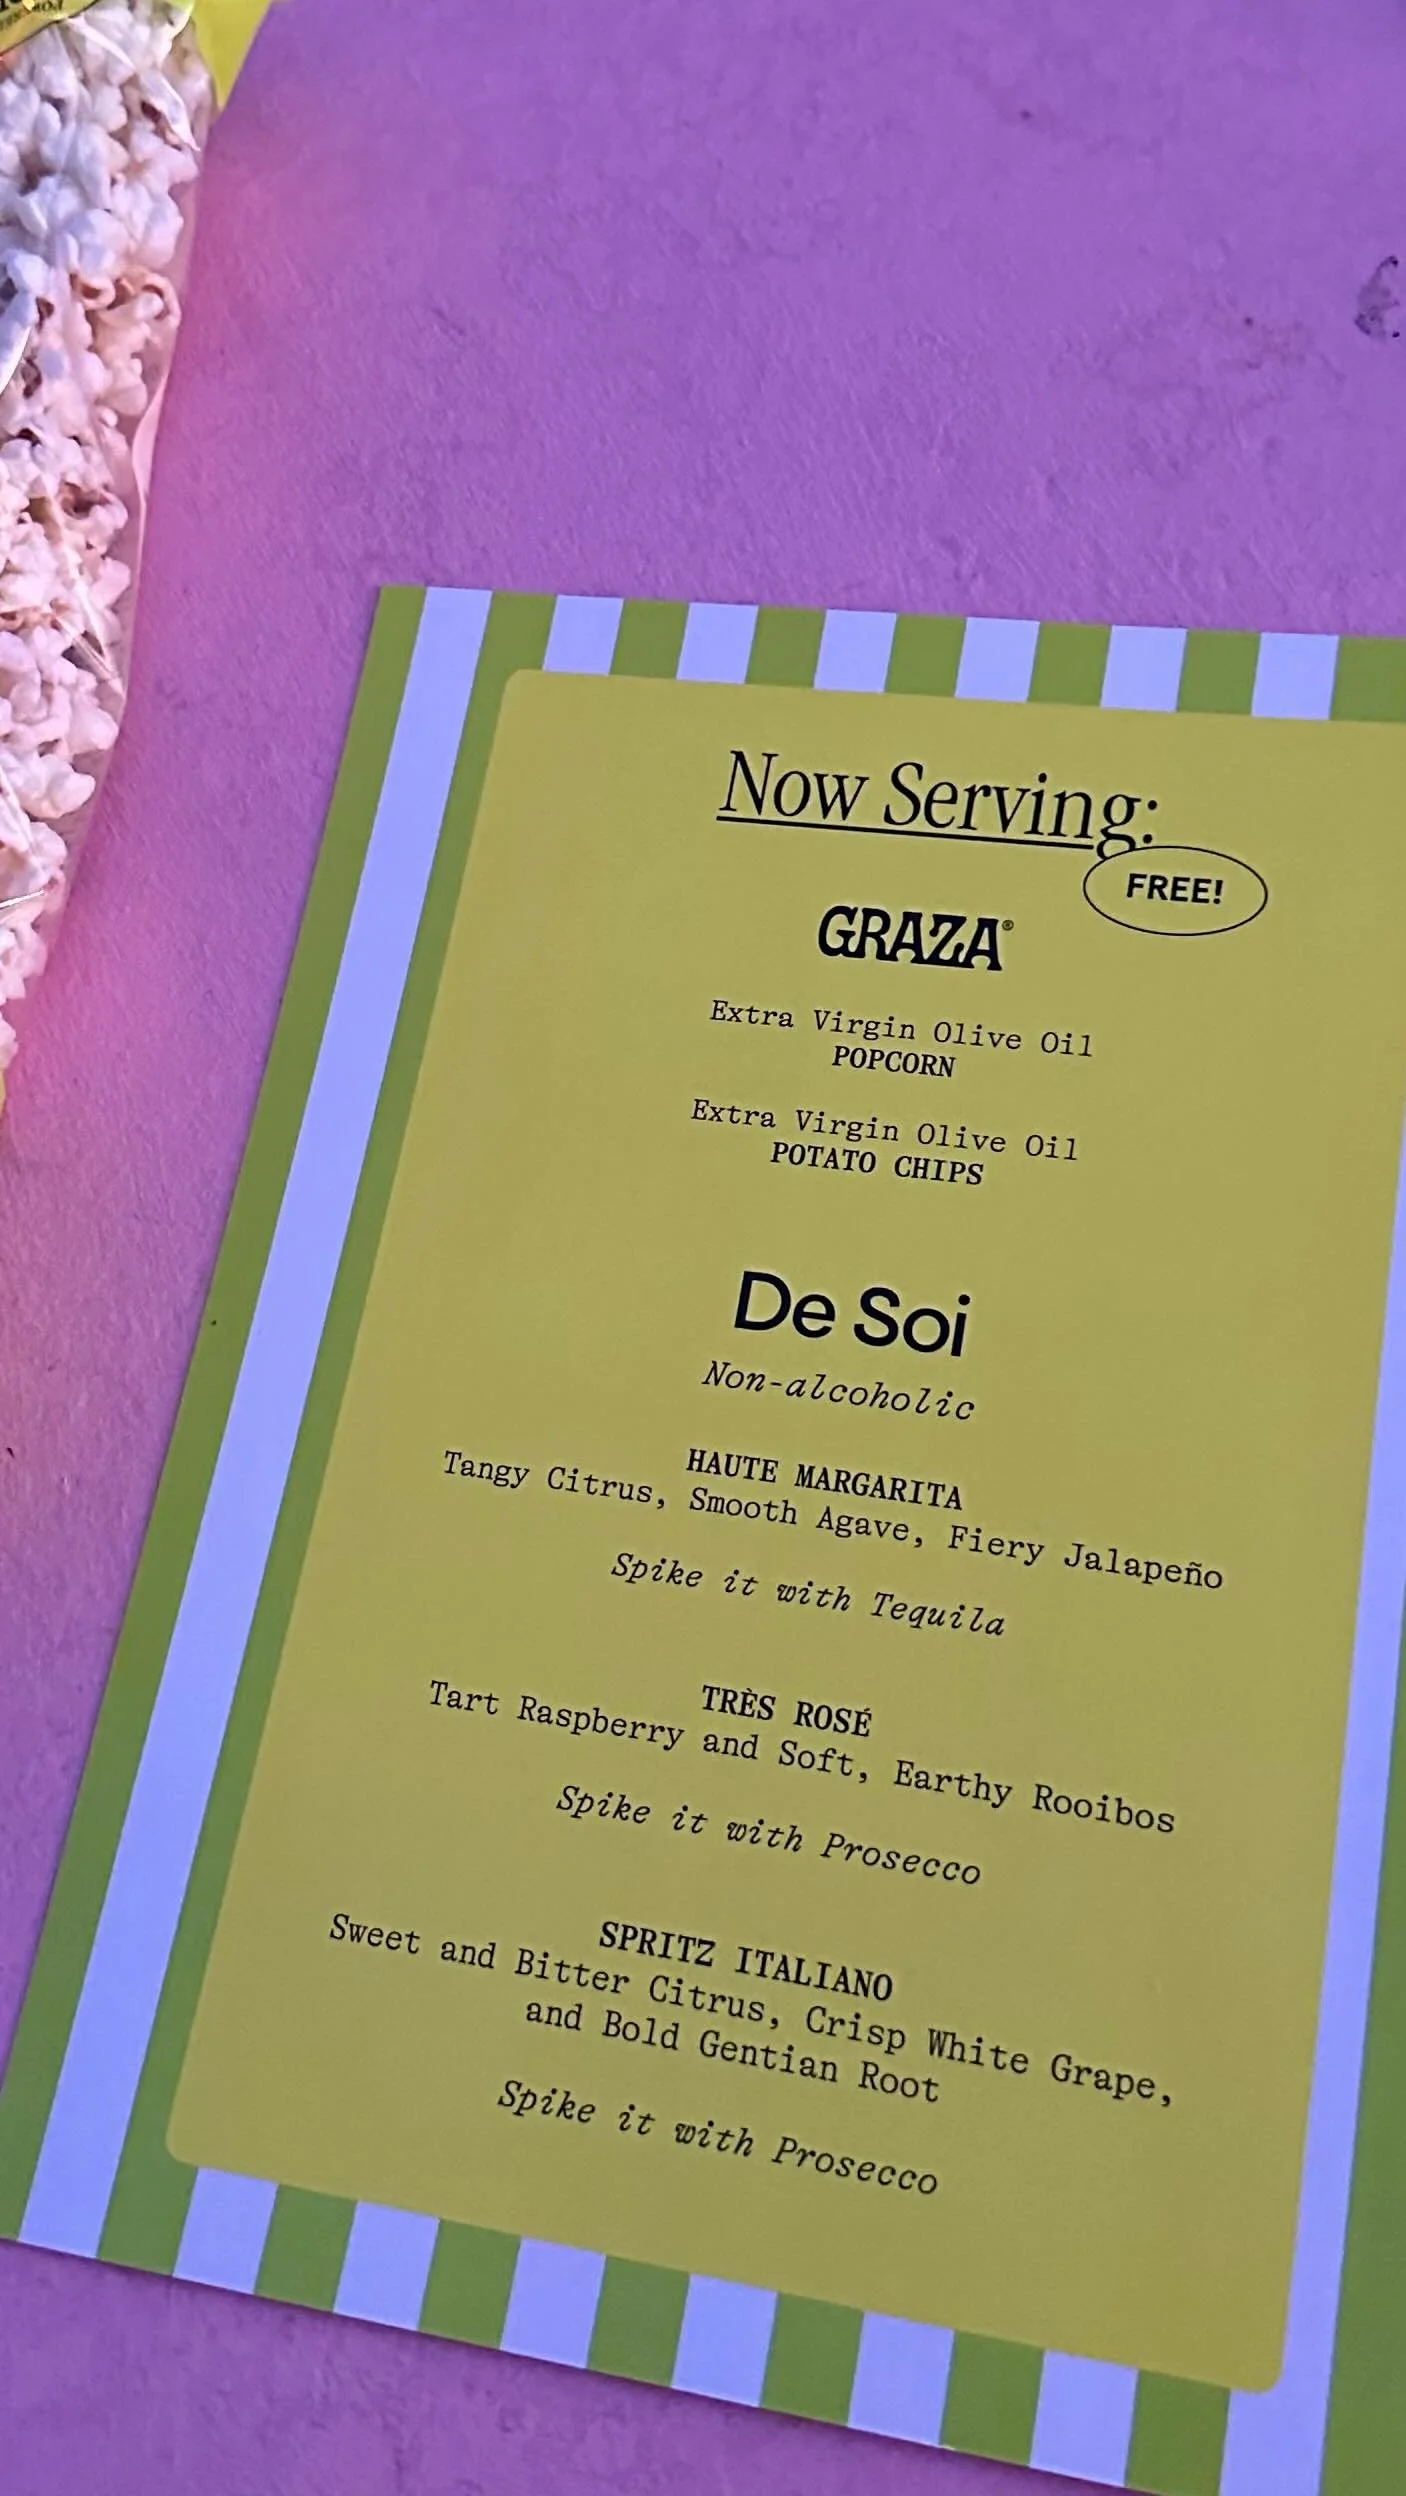 Now Serving:
FREE!
GRAZA®
Extra Virgin Olive Oil
POPCORN
Extra Virgin Olive Oil
POTATO CHIPS
De Soi
Non-alcoholic
HAUTE MARGARITA
Tangy Citrus, Smooth Agave, Fiery Jalapeño
Spike it with Tequila
TRÈS ROSÉ
Tart Raspberry and Soft, Earthy Rooibos
Spike it with Prosecco
SPRITZ ITALIANO
Sweet and Bitter Citrus, Crisp White Grape,
and Bold Gentian Root
Spike it with Prosecco